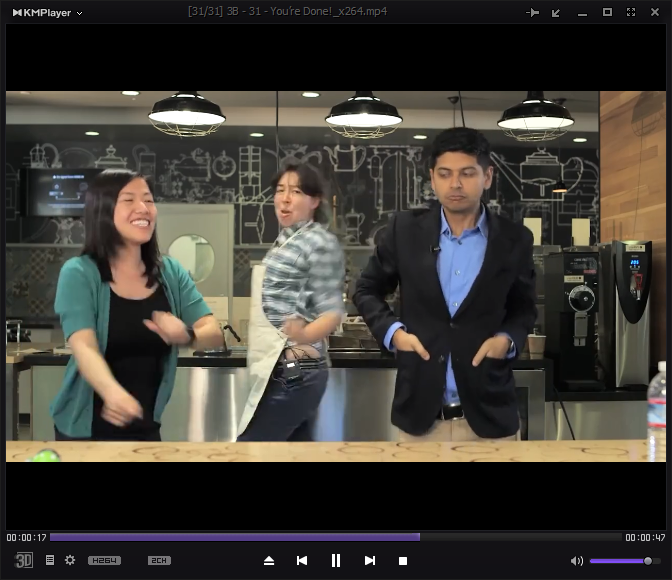 KMPlayer
[31/31] 3B - 31 - You're Done!_x264.mp4
00:00:17
00:00:47
3D
H264
2CH